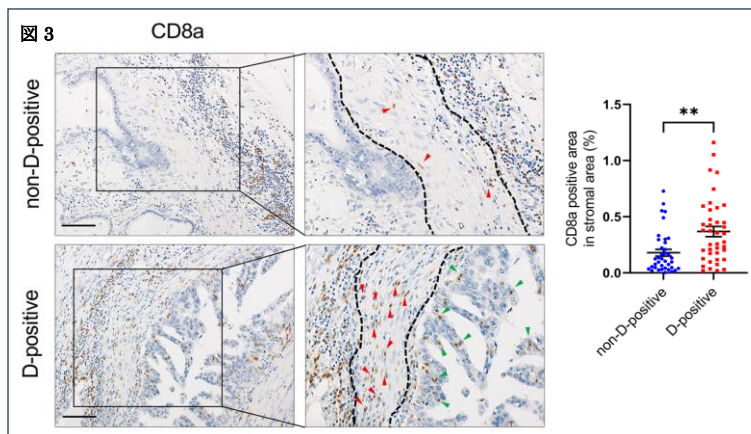 図 3
CD8a
non-D-positive
D-positive
CD8a positive area
in stromal area (%)
1.5
1.0
0.5
0.0
**
non-D-positive
D-positive